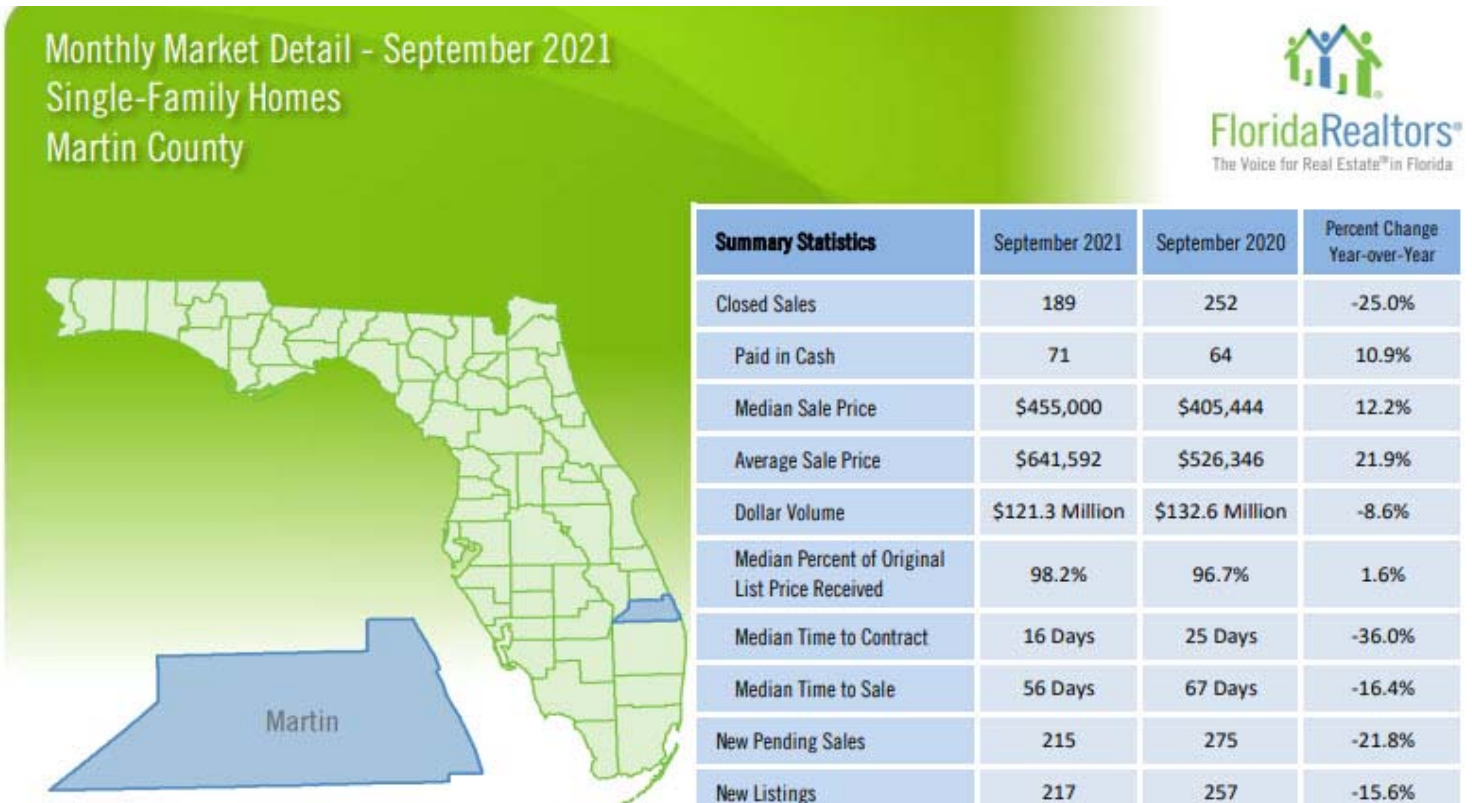 Monthly Market Detail - September 2021
Single-Family Homes
Martin County
FloridaRealtors®
The Voice for Real Estate® in Florida
Summary Statistics September 2021 September 2020 Percent Change Year-over-Year
Closed Sales 189 252 -25.0%
Paid in Cash 71 64 10.9%
Median Sale Price $455,000 $405,444 12.2%
Average Sale Price $641,592 $526,346 21.9%
Dollar Volume $121.3 Million $132.6 Million -8.6%
Median Percent of Original List Price Received 98.2% 96.7% 1.6%
Median Time to Contract 16 Days 25 Days -36.0%
Median Time to Sale 56 Days 67 Days -16.4%
New Pending Sales 215 275 -21.8%
New Listings 217 257 -15.6%
Martin